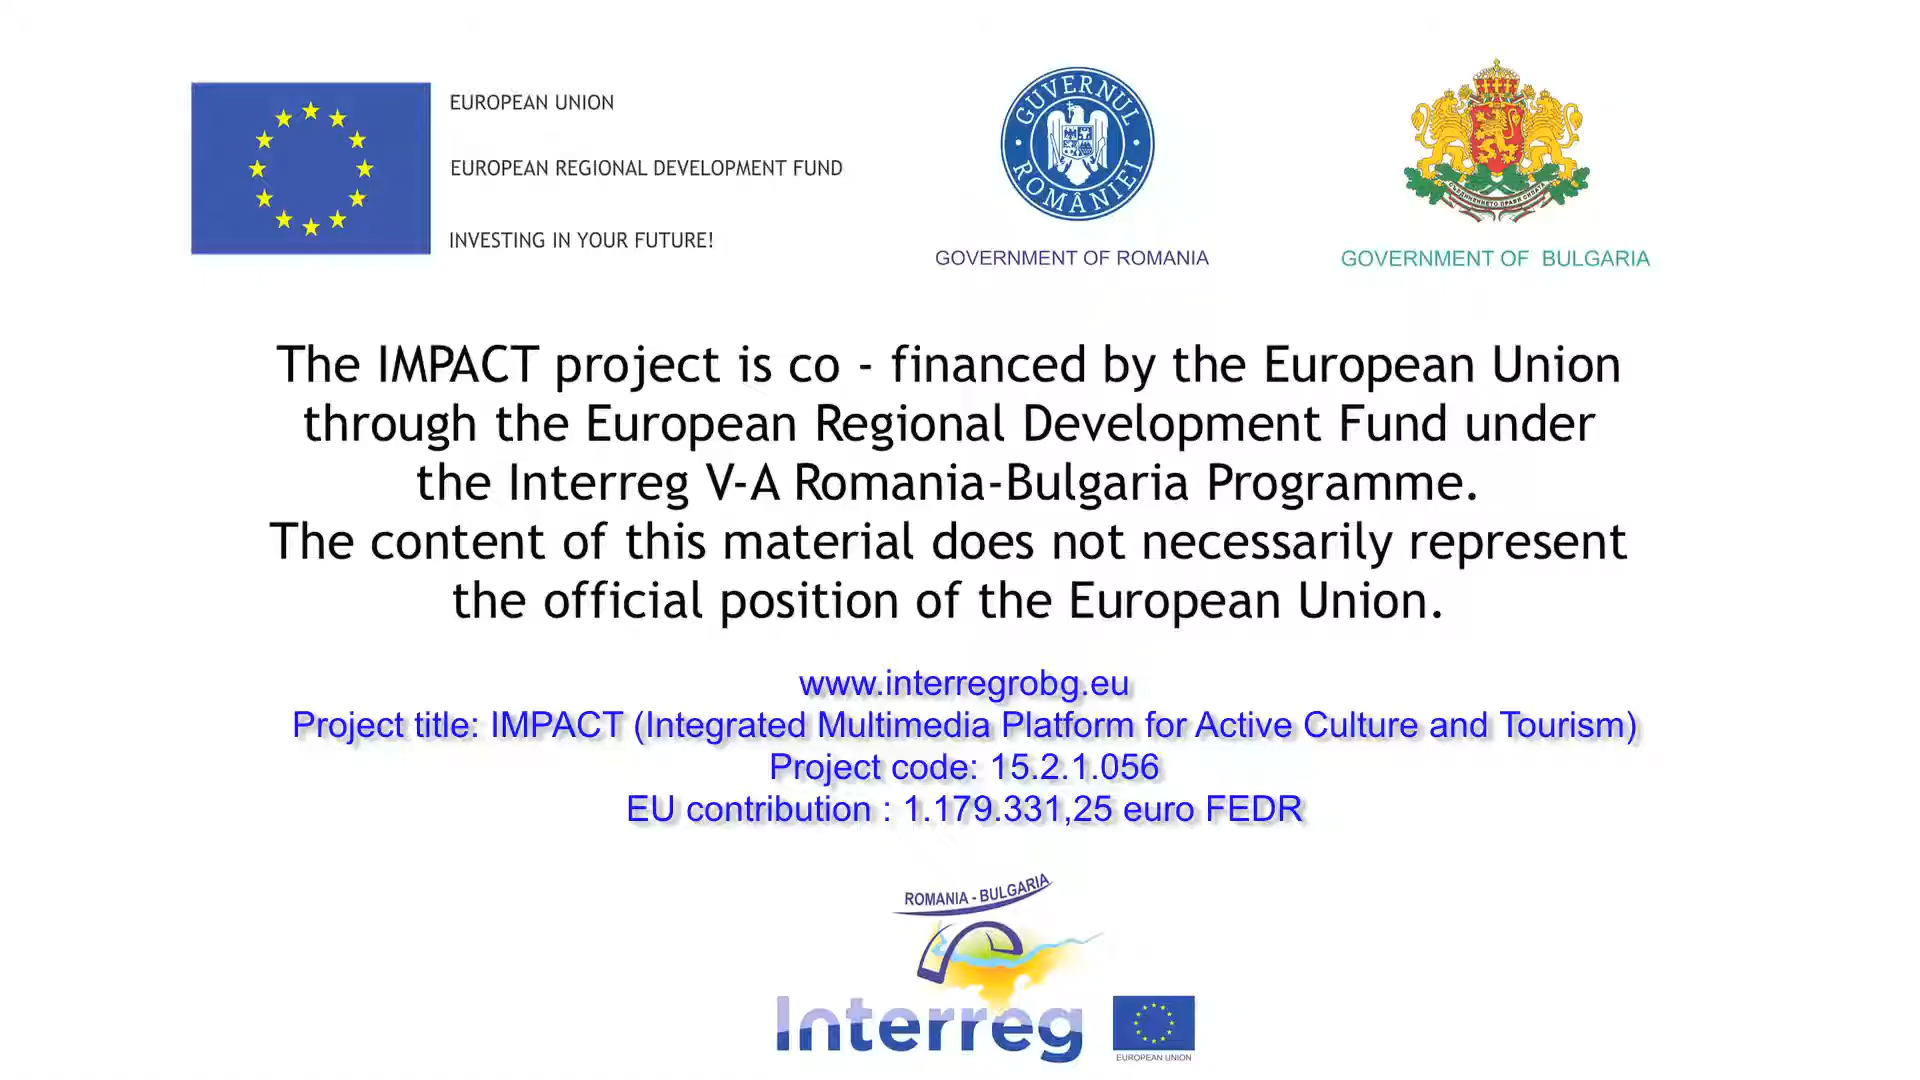 EUROPEAN UNION
EUROPEAN REGIONAL DEVELOPMENT FUND
INVESTING IN YOUR FUTURE!
GUVERNUL
ROMÂNIEI
GOVERNMENT OF ROMANIA
СЪЕДИНЕНИЕТО ПРАВИ СИЛАТА
GOVERNMENT OF BULGARIA
The IMPACT project is co - financed by the European Union
through the European Regional Development Fund under
the Interreg V-A Romania-Bulgaria Programme.
The content of this material does not necessarily represent
the official position of the European Union.
www.interregrobg.eu
Project title: IMPACT (Integrated Multimedia Platform for Active Culture and Tourism)
Project code: 15.2.1.056
EU contribution : 1.179.331,25 euro FEDR
ROMANIA - BULGARIA
Interreg
EUROPEAN UNION